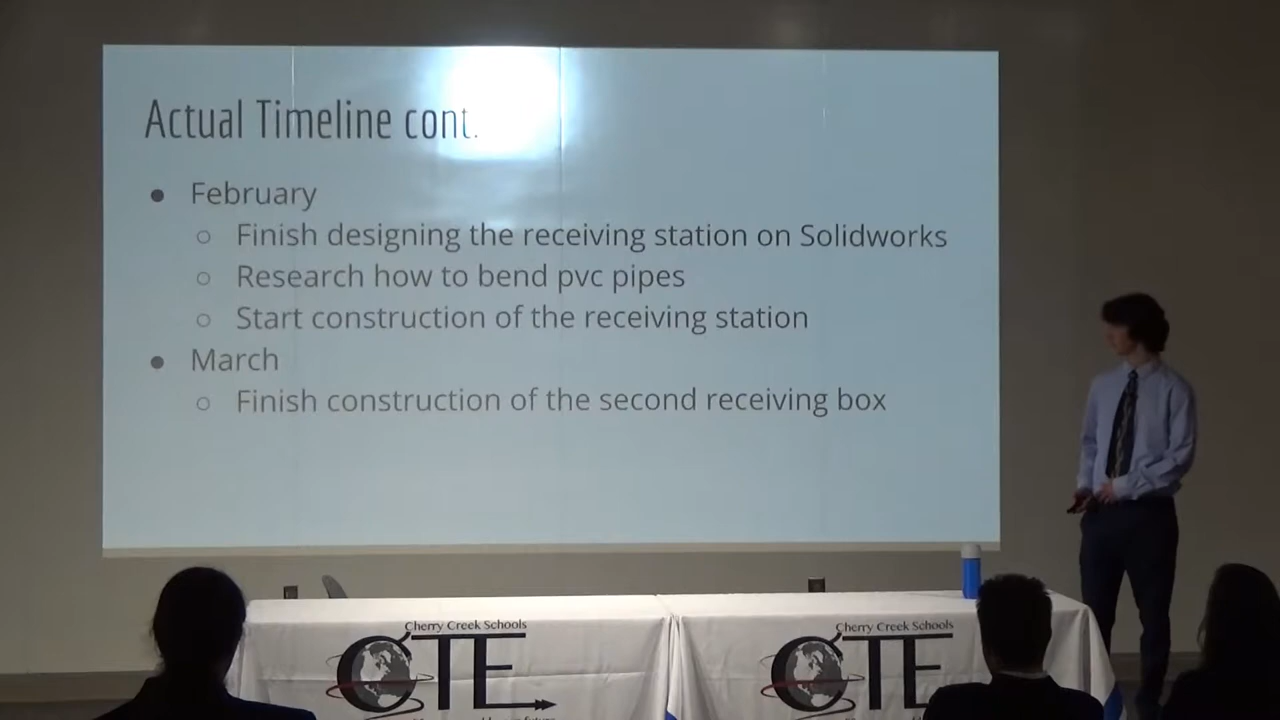 Actual Timeline cont.
● February
○ Finish designing the receiving station on Solidworks
○ Research how to bend pvc pipes
○ Start construction of the receiving station
● March
○ Finish construction of the second receiving box
Cherry Creek Schools
CTE
Cherry Creek Schools
CTE